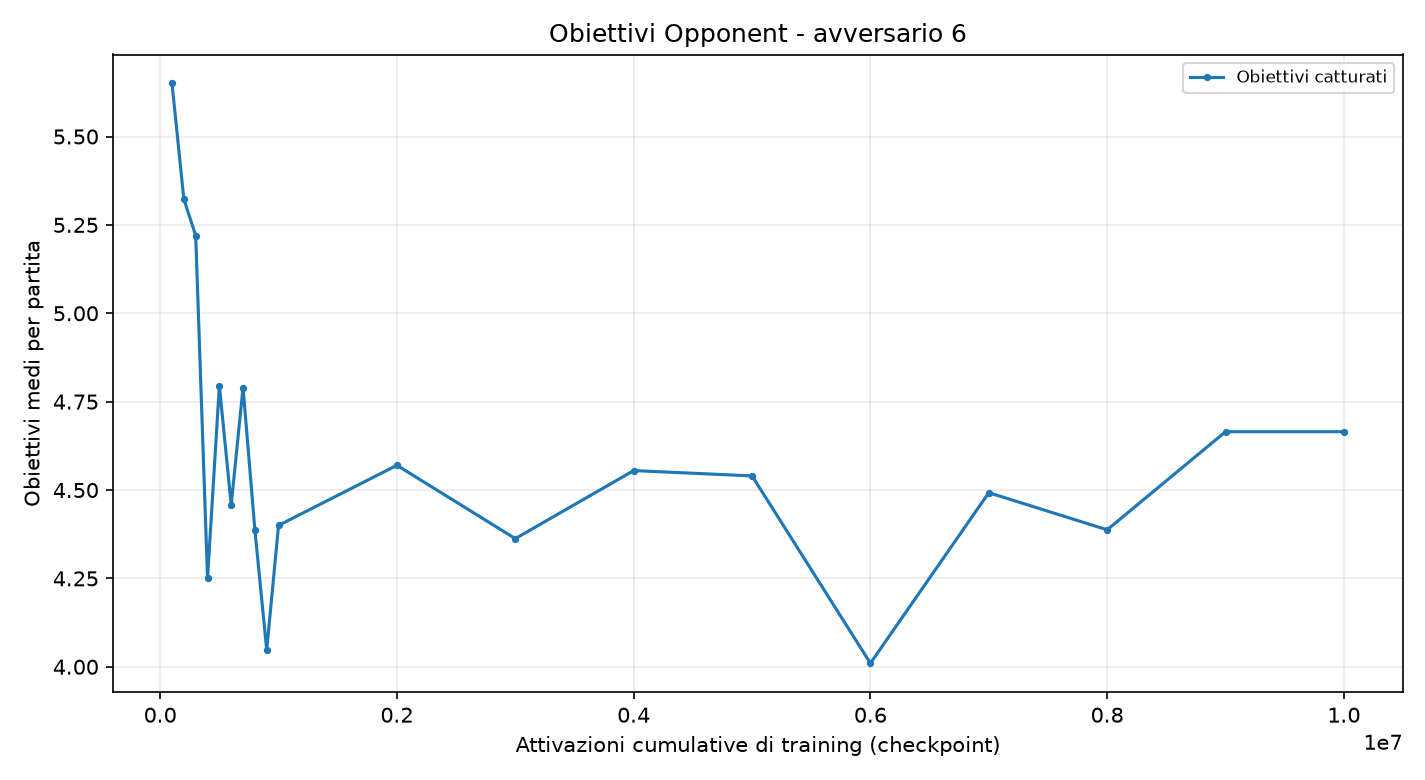 Obiettivi Opponent - avversario 6
Obiettivi catturati
Obiettivi medi per partita
5.50
5.25
5.00
4.75
4.50
4.25
4.00
0.0 0.2 0.4 0.6 0.8 1.0
1e7
Attivazioni cumulative di training (checkpoint)